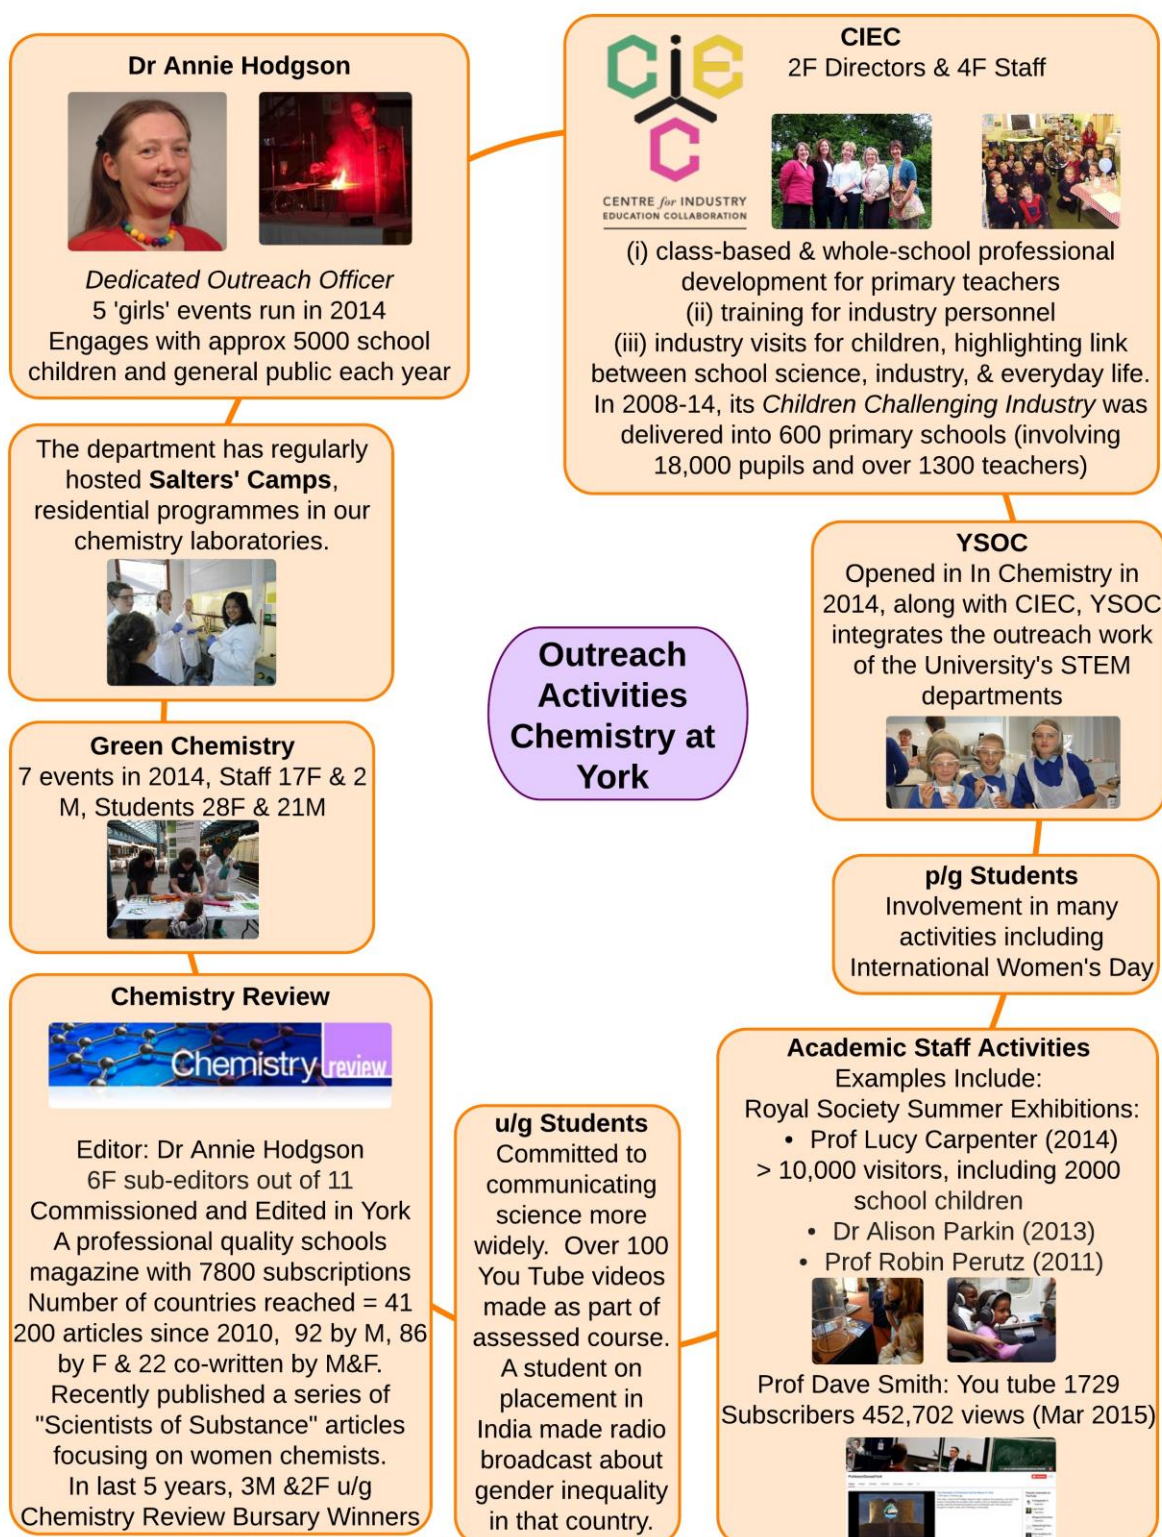 Dr Annie Hodgson
Dedicated Outreach Officer
5 'girls' events run in 2014
Engages with approx 5000 school
children and general public each year
CIEC
2F Directors & 4F Staff
CiEC
CENTRE for INDUSTRY
EDUCATION COLLABORATION
(i) class-based & whole-school professional
development for primary teachers
(ii) training for industry personnel
(iii) industry visits for children, highlighting link
between school science, industry, & everyday life.
In 2008-14, its Children Challenging Industry was
delivered into 600 primary schools (involving
18,000 pupils and over 1300 teachers)
The department has regularly
hosted Salters' Camps,
residential programmes in our
chemistry laboratories.
YSOC
Opened in In Chemistry in
2014, along with CIEC, YSOC
integrates the outreach work
of the University's STEM
departments
Outreach
Activities
Chemistry at
York
Green Chemistry
7 events in 2014, Staff 17F & 2
M, Students 28F & 21M
p/g Students
Involvement in many
activities including
International Women's Day
Chemistry Review
Chemistry review
Editor: Dr Annie Hodgson
6F sub-editors out of 11
Commissioned and Edited in York
A professional quality schools
magazine with 7800 subscriptions
Number of countries reached = 41
200 articles since 2010, 92 by M, 86
by F & 22 co-written by M&F.
Recently published a series of
"Scientists of Substance" articles
focusing on women chemists.
In last 5 years, 3M &2F u/g
Chemistry Review Bursary Winners
u/g Students
Committed to
communicating
science more
widely. Over 100
You Tube videos
made as part of
assessed course.
A student on
placement in
India made radio
broadcast about
gender inequality
in that country.
Academic Staff Activities
Examples Include:
Royal Society Summer Exhibitions:
• Prof Lucy Carpenter (2014)
> 10,000 visitors, including 2000
school children
• Dr Alison Parkin (2013)
• Prof Robin Perutz (2011)
Prof Dave Smith: You tube 1729
Subscribers 452,702 views (Mar 2015)